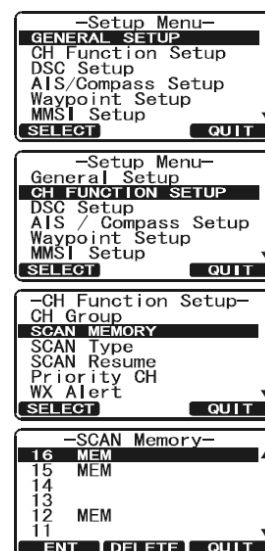 –Setup Menu–
GENERAL SETUP
CH Function Setup
DSC Setup
AIS/Compass Setup
Waypoint Setup
MMSI Setup
SELECT QUIT
–Setup Menu–
General Setup
CH FUNCTION SETUP
DSC Setup
AIS / Compass Setup
Waypoint Setup
MMSI Setup
SELECT QUIT
–CH Function Setup–
CH Group
SCAN MEMORY
SCAN Type
SCAN Resume
Priority CH
WX Alert
SELECT QUIT
–SCAN Memory–
16 MEM
15 MEM
14
13
12 MEM
11
ENT DELETE QUIT